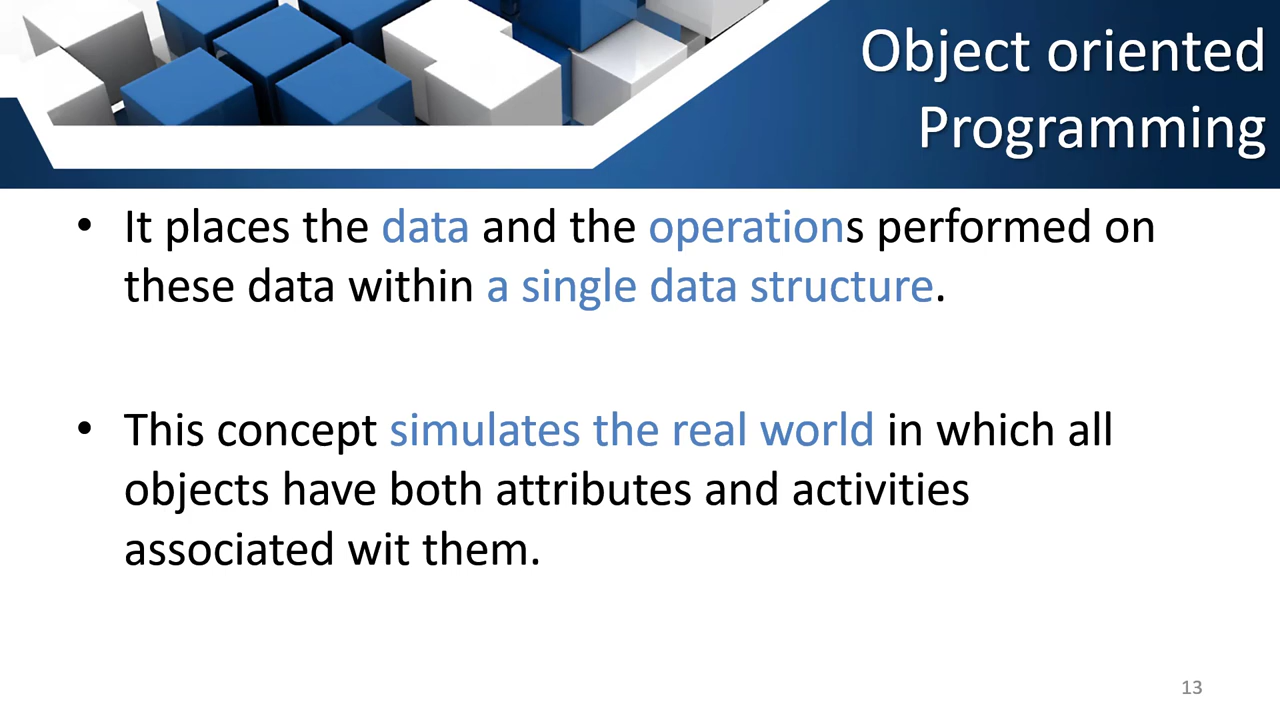 Object oriented
Programming
• It places the data and the operations performed on
these data within a single data structure.
• This concept simulates the real world in which all
objects have both attributes and activities
associated wit them.
13